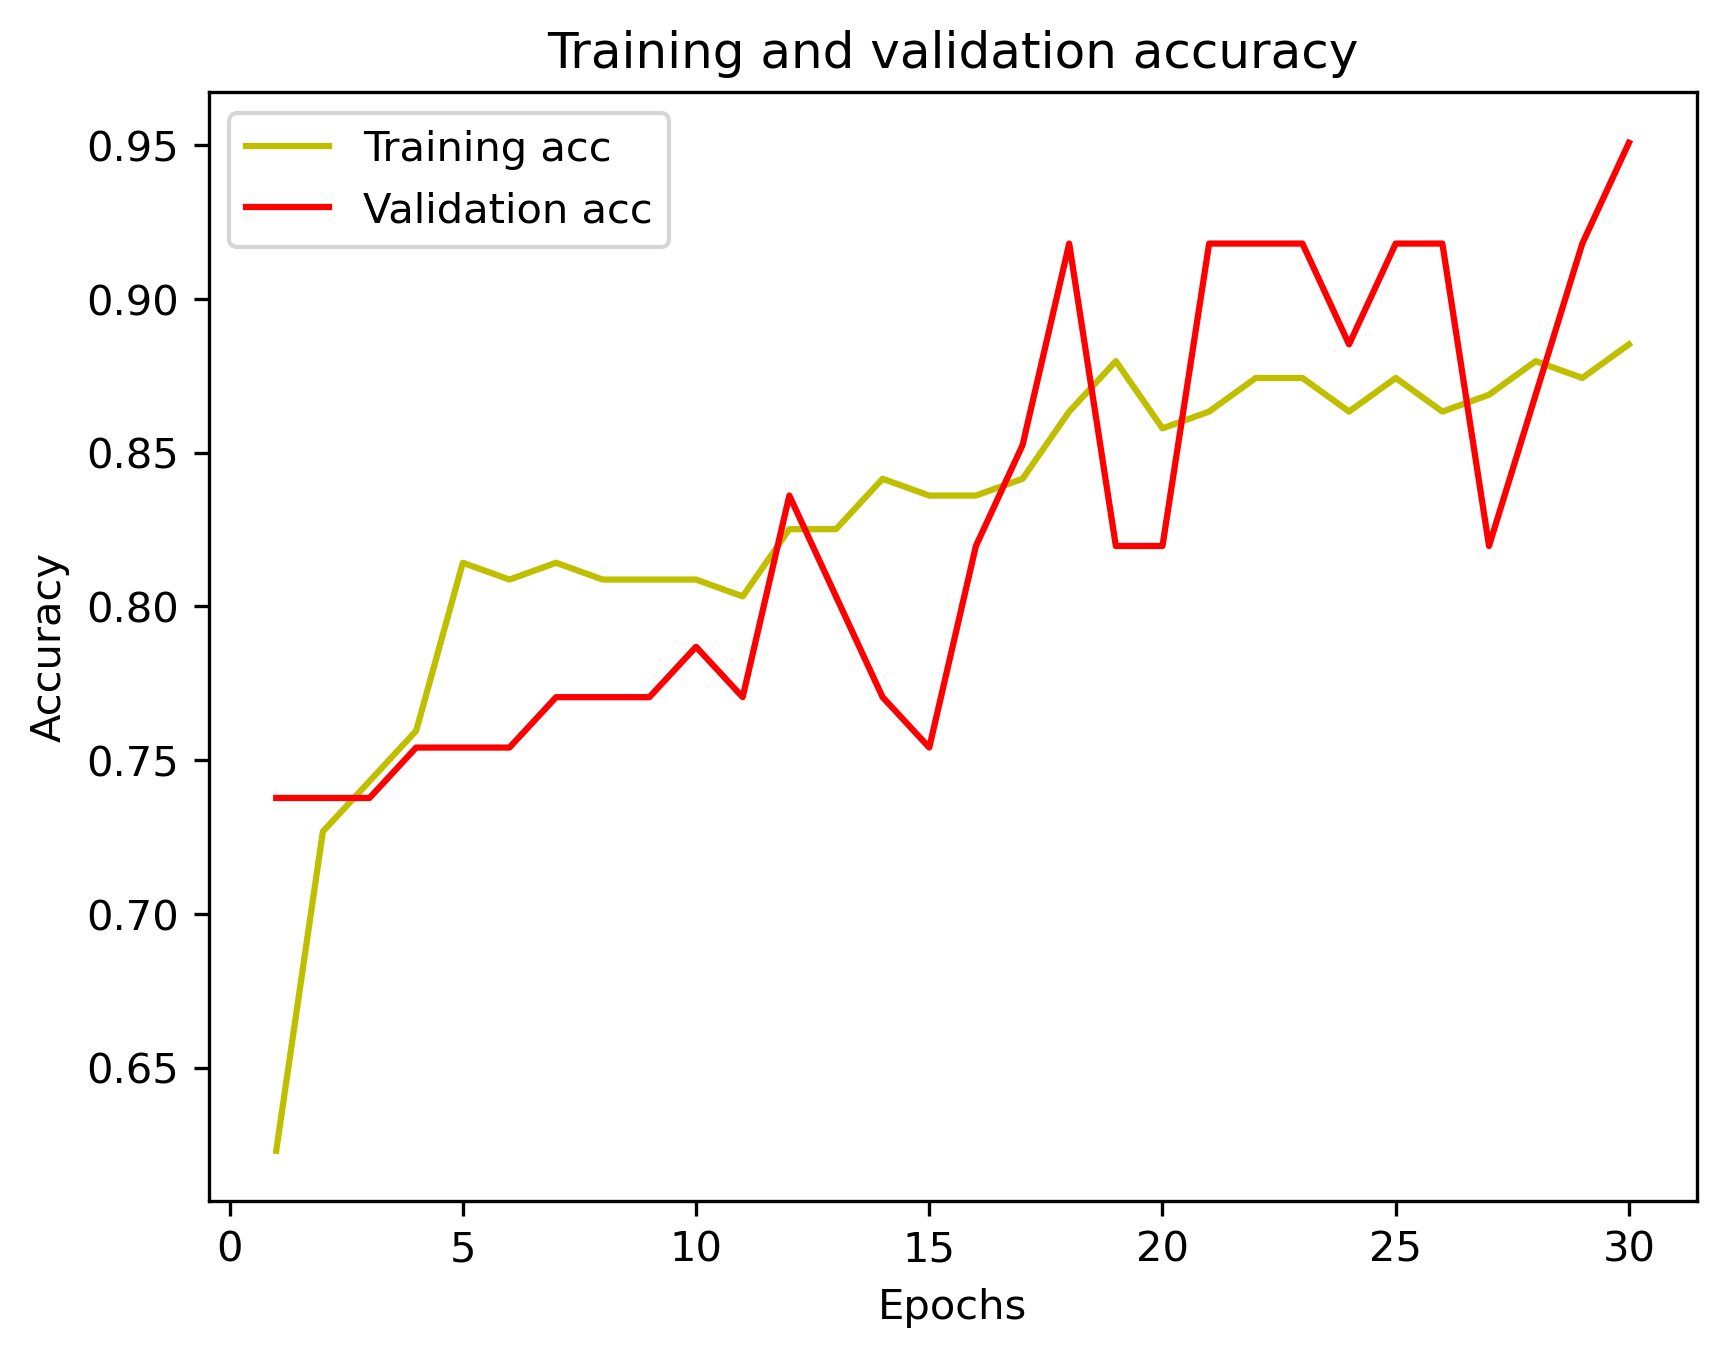 Training and validation accuracy
Training acc
Validation acc
0.95
0.90
0.85
0.80
0.75
0.70
0.65
Accuracy
0 5 10 15 20 25 30
Epochs